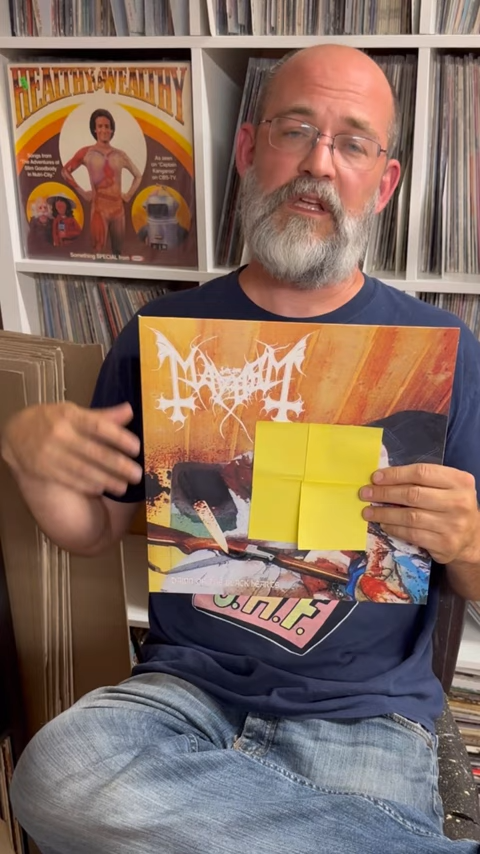 HEALTHY & WEALTHY
Songs from
"The Adventures of
Slim Goodbody
in Nutri-City"
As seen
on "Captain
Kangaroo"
on CBS T.V.
Something SPECIAL from
MAYHEM
U.H.F.